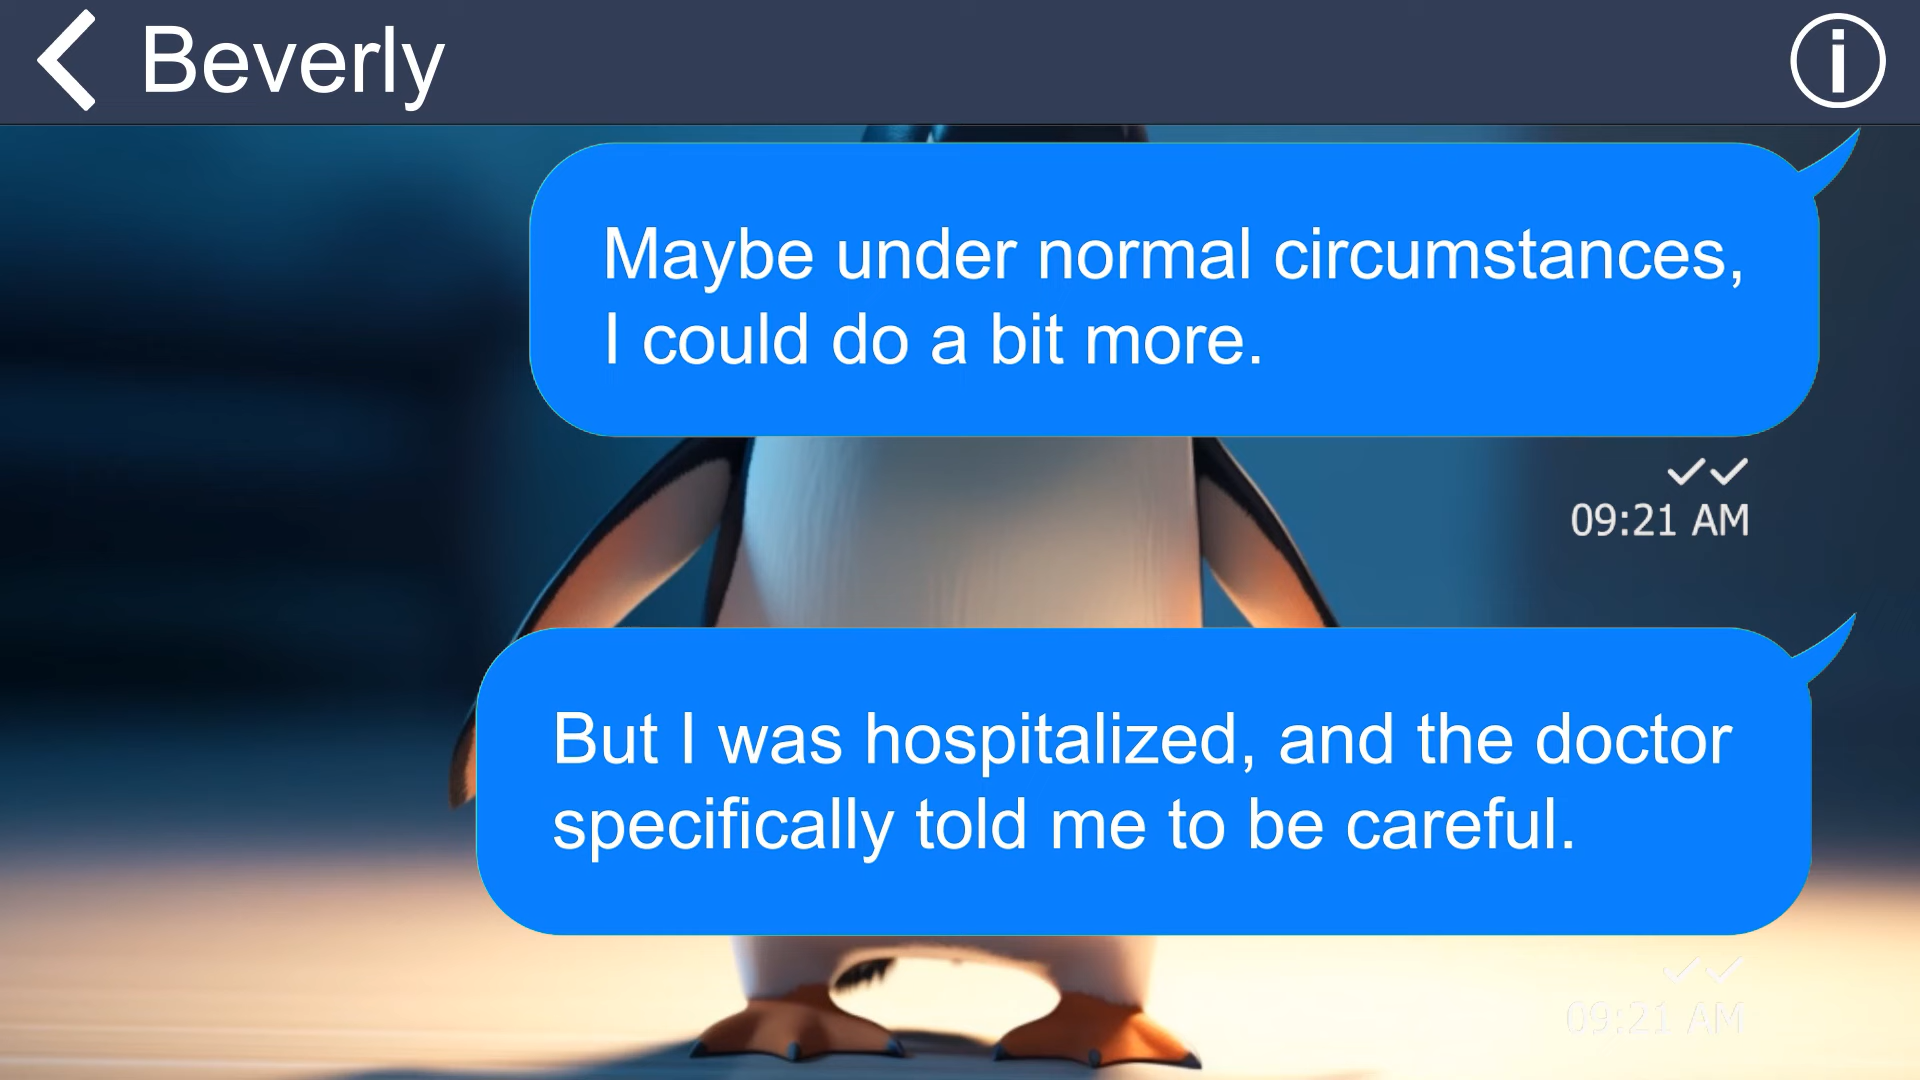 Beverly
Maybe under normal circumstances,
I could do a bit more.
09:21 AM
But I was hospitalized, and the doctor
specifically told me to be careful.
09:21 AM